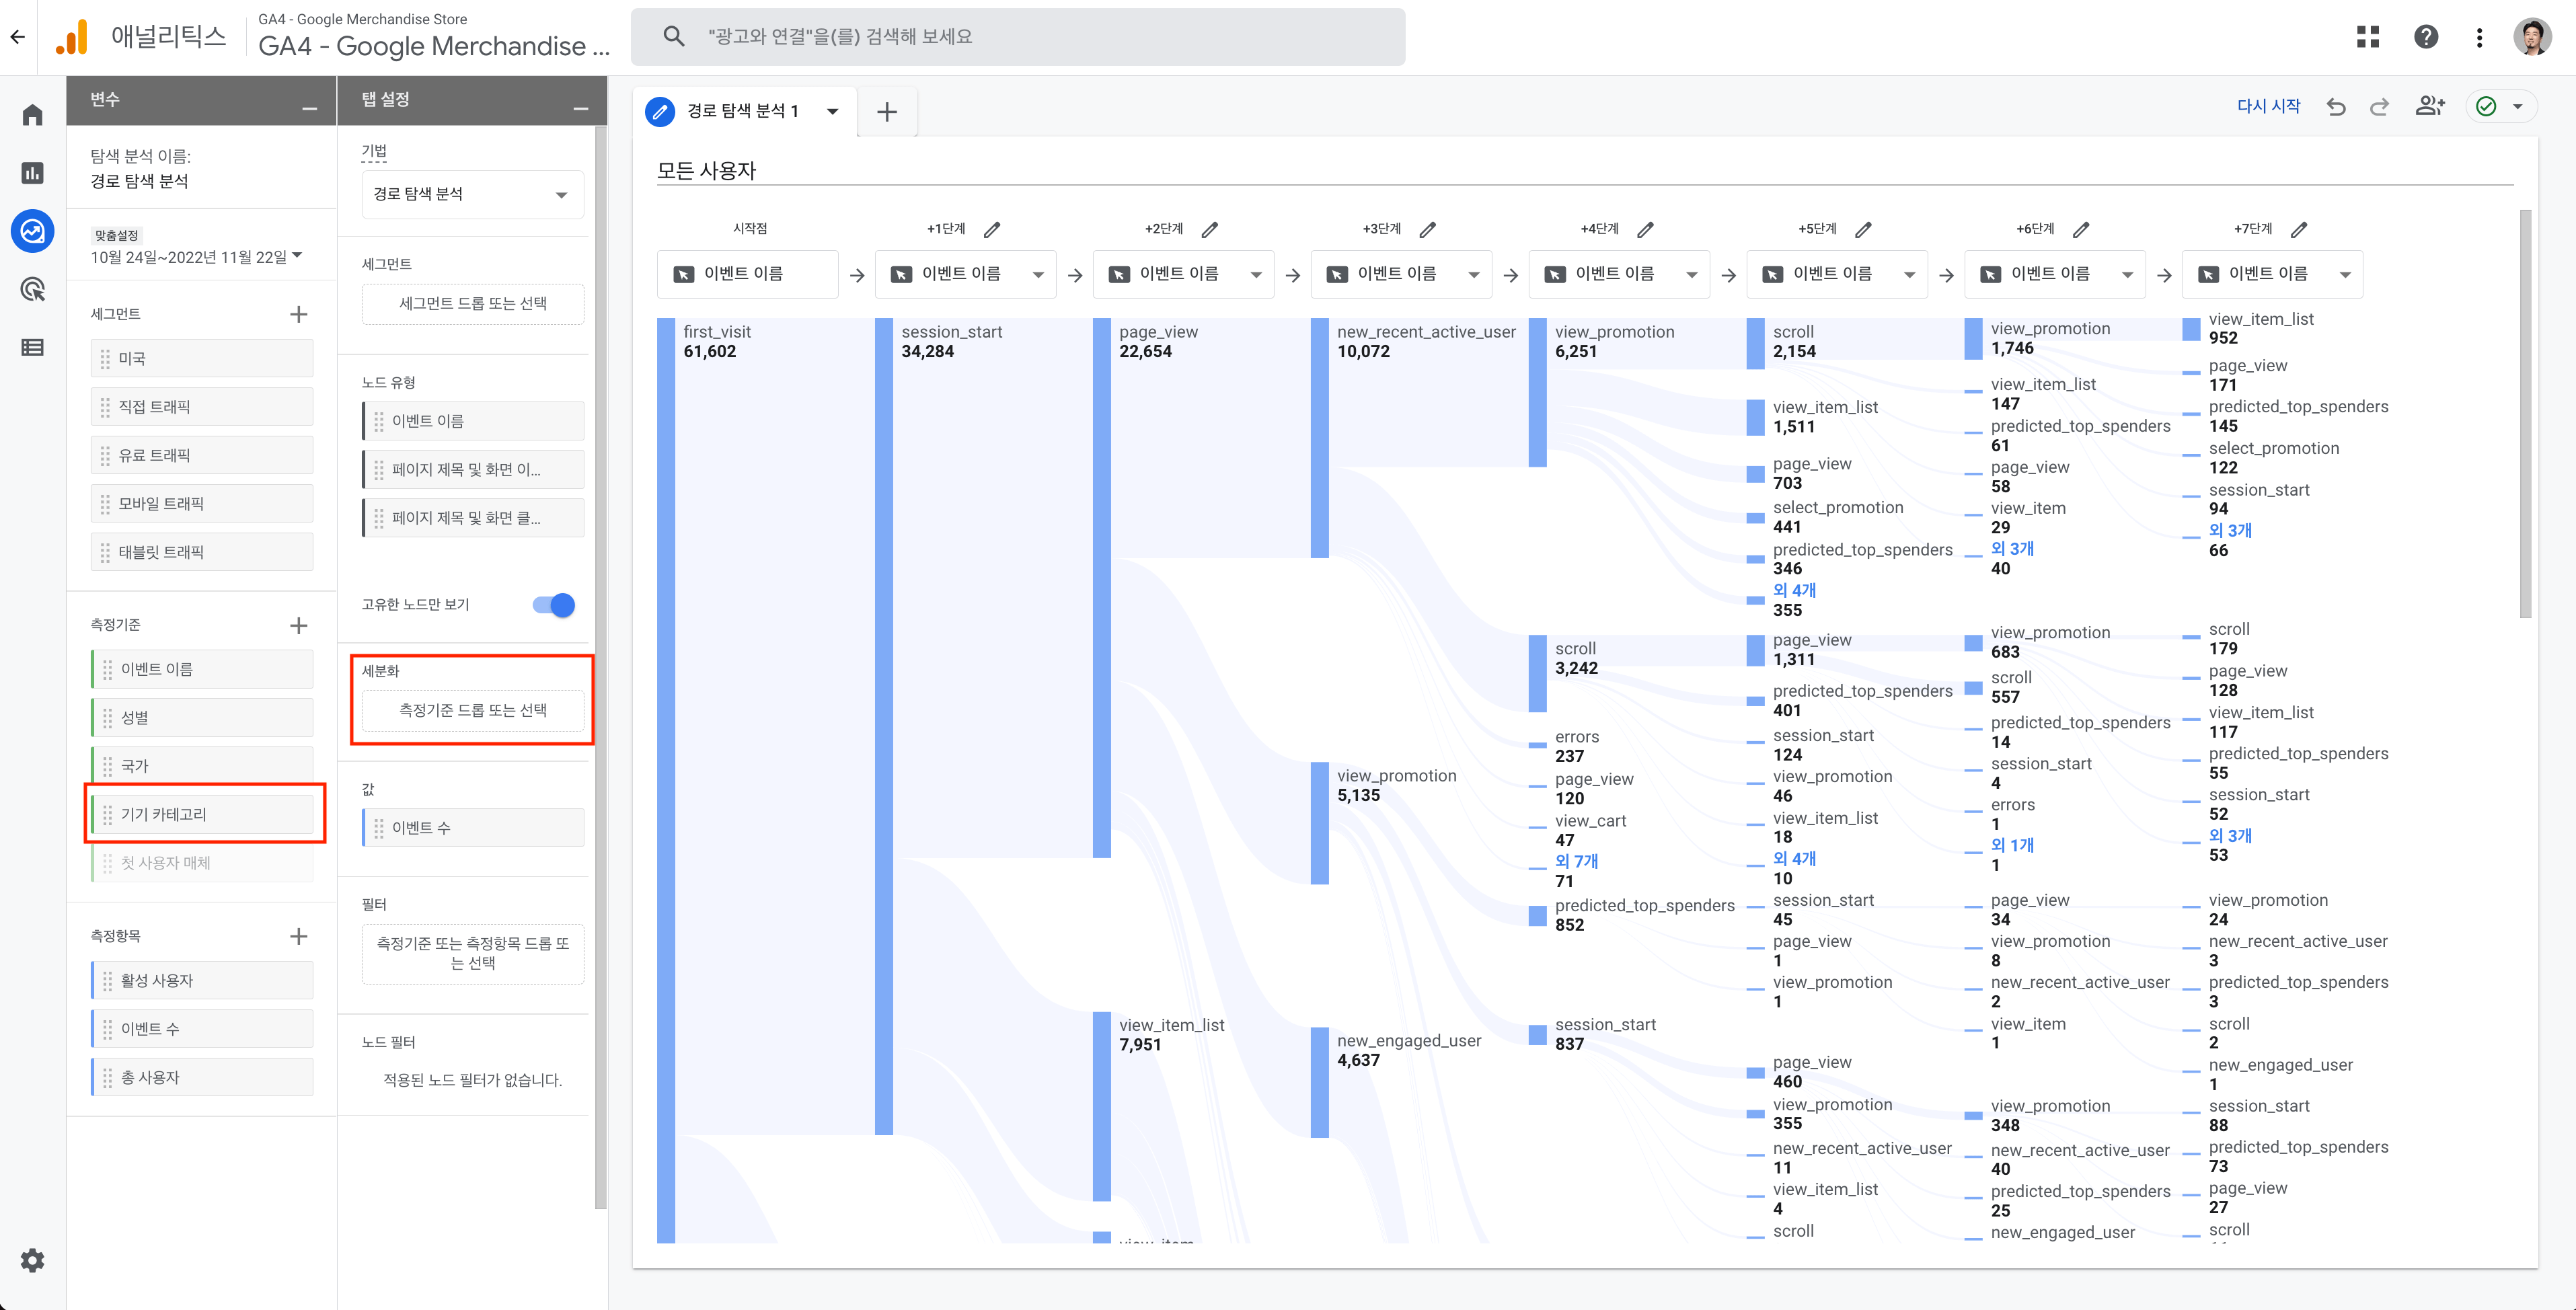 애널리틱스
GA4 - Google Merchandise Store
GA4 - Google Merchandise ...
"광고와 연결"을(를) 검색해 보세요
변수
탐색 분석 이름:
경로 탐색 분석
맞춤설정
10월 24일~2022년 11월 22일
세그먼트
미국
직접 트래픽
유료 트래픽
모바일 트래픽
태블릿 트래픽
측정기준
이벤트 이름
성별
국가
기기 카테고리
첫 사용자 매체
측정항목
활성 사용자
이벤트 수
총 사용자
탭 설정
기법
경로 탐색 분석
세그먼트
세그먼트 드롭 또는 선택
노드 유형
이벤트 이름
페이지 제목 및 화면 이...
페이지 제목 및 화면 클...
고유한 노드만 보기
세분화
측정기준 드롭 또는 선택
값
이벤트 수
필터
측정기준 또는 측정항목 드롭 또
는 선택
노드 필터
적용된 노드 필터가 없습니다.
경로 탐색 분석 1
다시 시작
모든 사용자
시작점
이벤트 이름
first_visit
61,602
+1단계
이벤트 이름
session_start
34,284
+2단계
이벤트 이름
page_view
22,654
view_item_list
7,951
view_item
+3단계
이벤트 이름
new_recent_active_user
10,072
view_promotion
5,135
new_engaged_user
4,637
+4단계
이벤트 이름
view_promotion
6,251
scroll
3,242
errors
237
page_view
120
view_cart
47
외 7개
71
predicted_top_spenders
852
session_start
837
+5단계
이벤트 이름
scroll
2,154
view_item_list
1,511
page_view
703
select_promotion
441
predicted_top_spenders
346
외 4개
355
page_view
1,311
predicted_top_spenders
401
session_start
124
view_promotion
46
view_item_list
18
외 4개
10
session_start
45
page_view
1
view_promotion
1
page_view
460
view_promotion
355
new_recent_active_user
11
view_item_list
4
scroll
+6단계
이벤트 이름
view_promotion
1,746
view_item_list
147
predicted_top_spenders
61
page_view
58
view_item
29
외 3개
40
view_promotion
683
scroll
557
predicted_top_spenders
14
session_start
4
errors
1
외 1개
1
page_view
34
view_promotion
8
new_recent_active_user
2
view_item
1
view_promotion
348
new_recent_active_user
40
predicted_top_spenders
25
new_engaged_user
+7단계
이벤트 이름
view_item_list
952
page_view
171
predicted_top_spenders
145
select_promotion
122
session_start
94
외 3개
66
scroll
179
page_view
128
view_item_list
117
predicted_top_spenders
55
session_start
52
외 3개
53
view_promotion
24
new_recent_active_user
3
predicted_top_spenders
3
scroll
2
new_engaged_user
1
session_start
88
predicted_top_spenders
73
page_view
27
scroll